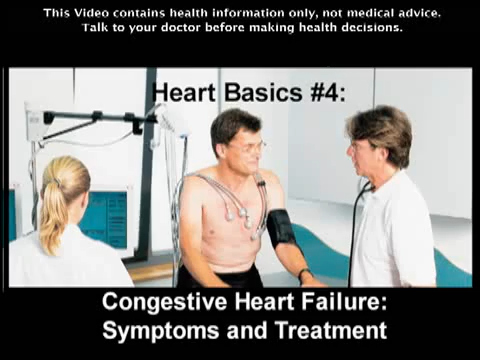 This Video contains health information only, not medical advice.
Talk to your doctor before making health decisions.
Heart Basics #4:
Congestive Heart Failure:
Symptoms and Treatment